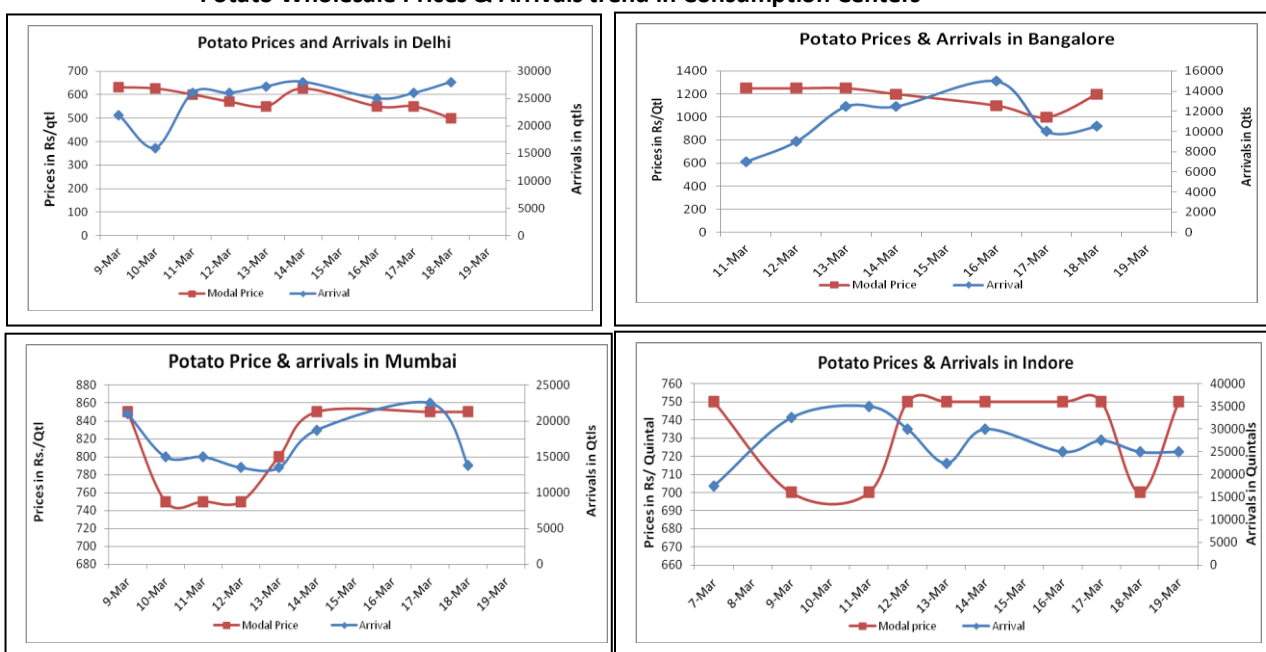 Potato Wholesale Prices & Arrivals trend in Consumption Centers
Potato Prices and Arrivals in Delhi
Prices in Rs/qtl
700
600
500
400
300
200
100
0
30000
25000
20000
15000
10000
5000
0
Arrivals in qtls
9-Mar
10-Mar
11-Mar
12-Mar
13-Mar
14-Mar
15-Mar
16-Mar
17-Mar
18-Mar
19-Mar
Modal Price
Arrival
Potato Prices & Arrivals in Bangalore
Prices in Rs/Qtl
1400
1200
1000
800
600
400
200
0
16000
14000
12000
10000
8000
6000
4000
2000
0
Arrivals in Qtls
11-Mar
12-Mar
13-Mar
14-Mar
15-Mar
16-Mar
17-Mar
18-Mar
19-Mar
Modal Price
Arrival
Potato Price & arrivals in Mumbai
Prices in Rs./Qtl
880
860
840
820
800
780
760
740
720
700
680
25000
20000
15000
10000
5000
0
Arrivals in Qtls
9-Mar
10-Mar
11-Mar
12-Mar
13-Mar
14-Mar
15-Mar
16-Mar
17-Mar
18-Mar
19-Mar
Modal Price
Arrival
Potato Prices & Arrivals in Indore
Prices in Rs/ Quintal
760
750
740
730
720
710
700
690
680
670
660
40000
35000
30000
25000
20000
15000
10000
5000
0
Arrivals in Quintals
7-Mar
8-Mar
9-Mar
10-Mar
11-Mar
12-Mar
13-Mar
14-Mar
15-Mar
16-Mar
17-Mar
18-Mar
19-Mar
Modal price
Arrival